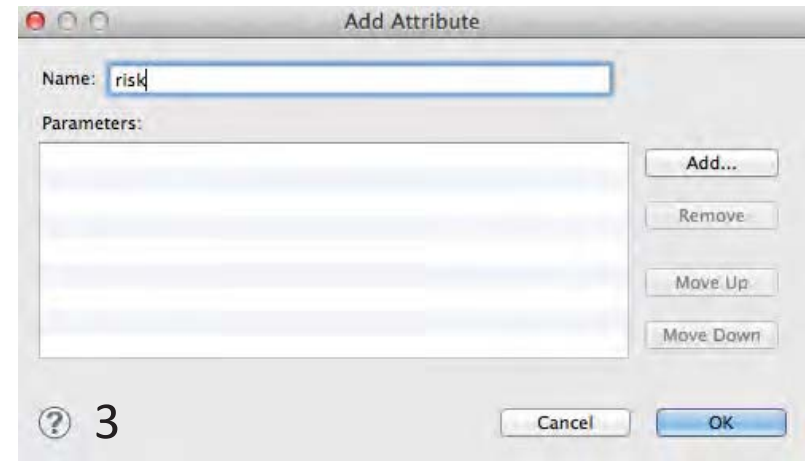 Add Attribute
Name: risk
Parameters:
Add...
Remove
Move Up
Move Down
? 3
Cancel OK